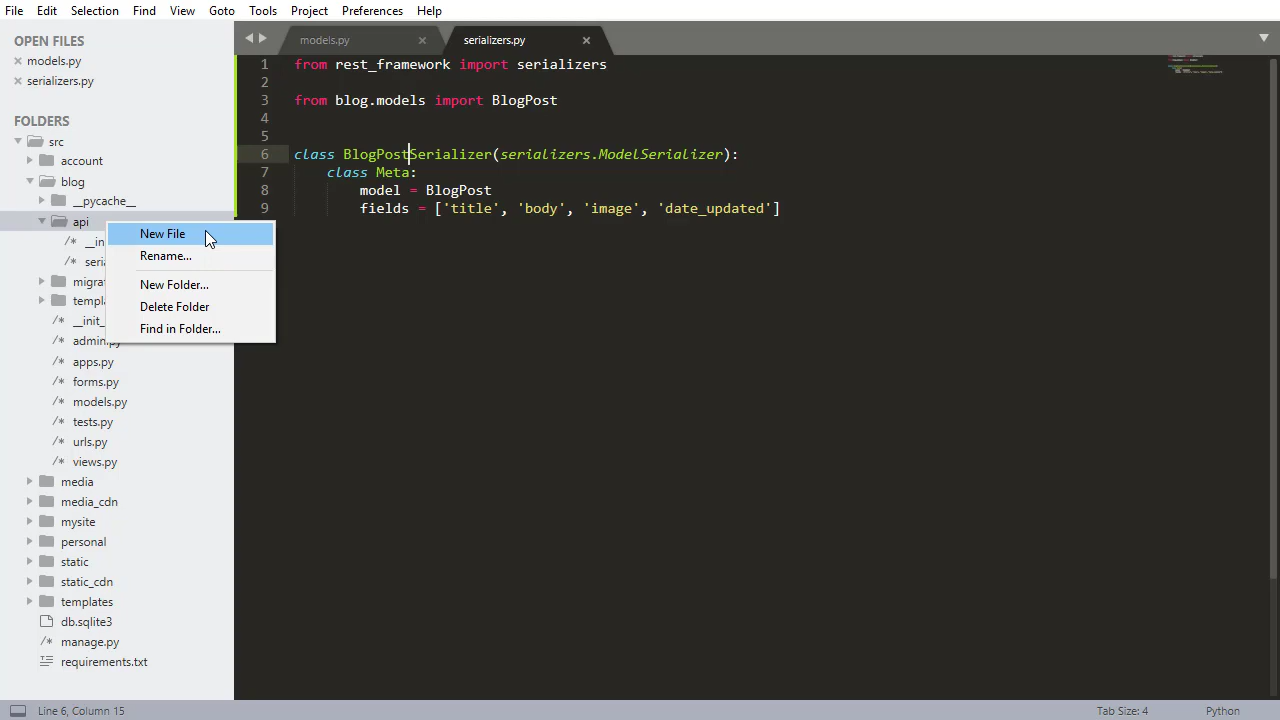 File Edit Selection Find View Goto Tools Project Preferences Help
OPEN FILES
models.py
serializers.py
FOLDERS
src
account
blog
__pycache__
api
/* __in
/* seria
migrat
templ
/* __init_
/* admin.py
/* apps.py
/* forms.py
/* models.py
/* tests.py
/* urls.py
/* views.py
media
media_cdn
mysite
personal
static
static_cdn
templates
db.sqlite3
/* manage.py
requirements.txt
New File
Rename...
New Folder...
Delete Folder
Find in Folder...
models.py serializers.py
1 from rest_framework import serializers
2
3 from blog.models import BlogPost
4
5
6 class BlogPostSerializer(serializers.ModelSerializer):
7 class Meta:
8 model = BlogPost
9 fields = ['title', 'body', 'image', 'date_updated']
Line 6, Column 15 Tab Size: 4 Python